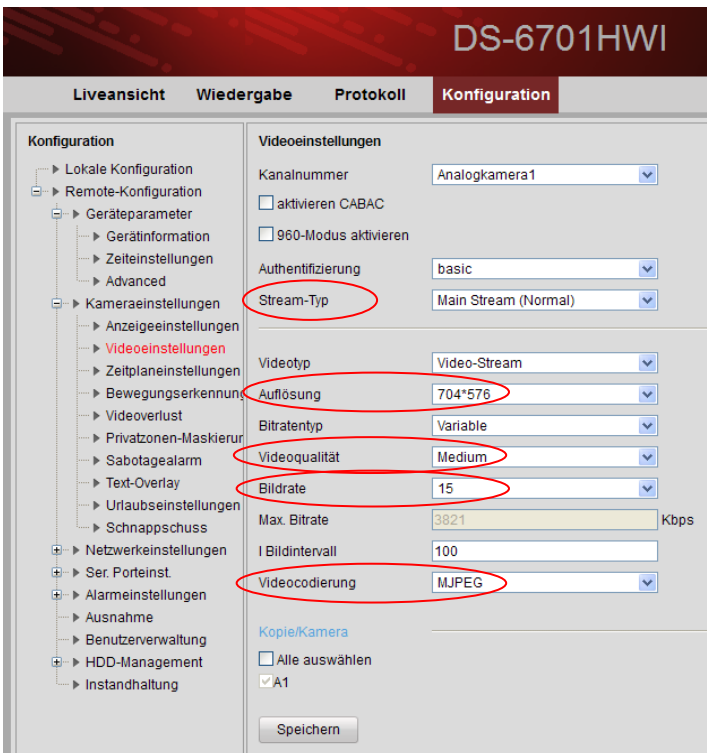 DS-6701HWI
Liveansicht Wiedergabe Protokoll Konfiguration
Konfiguration
Lokale Konfiguration
Remote-Konfiguration
Geräteparameter
Gerätinformation
Zeiteinstellungen
Advanced
Kameraeinstellungen
Anzeigeeinstellungen
Videoeinstellungen
Zeitplaneinstellungen
Bewegungserkennung
Videoverlust
Privatzonen-Maskierur
Sabotagealarm
Text-Overlay
Urlaubseinstellungen
Schnappschuss
Netzwerkeinstellungen
Ser. Porteinst.
Alarmeinstellungen
Ausnahme
Benutzerverwaltung
HDD-Management
Instandhaltung
Videoeinstellungen
Kanalnummer Analogkamera1
aktivieren CABAC
960-Modus aktivieren
Authentifizierung basic
Stream-Typ Main Stream (Normal)
Videotyp Video-Stream
Auflösung 704*576
Bitratentyp Variable
Videoqualität Medium
Bildrate 15
Max. Bitrate 3821 Kbps
I Bildintervall 100
Videocodierung MJPEG
Kopie/Kamera
Alle auswählen
A1
Speichern